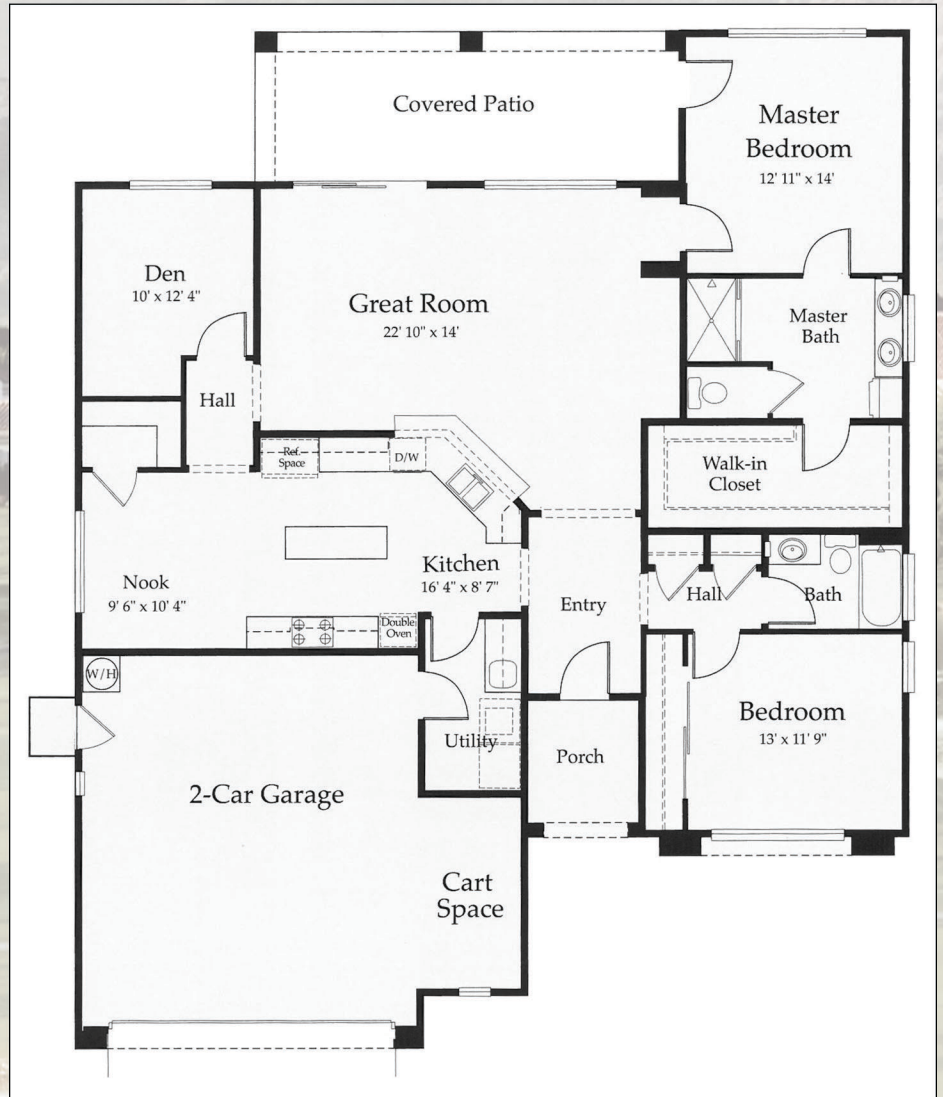 Covered Patio
Master
Bedroom
12' 11" x 14'
Den
10' x 12' 4"
Great Room
22' 10" x 14'
Master
Bath
Hall
Ref.
Space
D/W
Walk-in
Closet
Kitchen
16' 4" x 8' 7"
Nook
9' 6" x 10' 4"
Entry
Hall
Bath
Double
Oven
W/H
Utility
Porch
Bedroom
13' x 11' 9"
2-Car Garage
Cart
Space